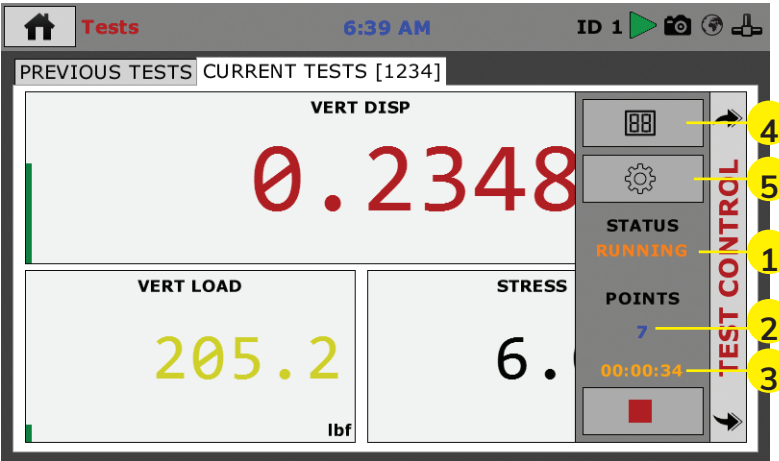 Tests 6:39 AM ID 1
PREVIOUS TESTS CURRENT TESTS [1234]
VERT DISP
0.2348
VERT LOAD
205.2
lbf
STRESS
6.
88
STATUS
RUNNING
POINTS
7
00:00:34
TEST CONTROL
4
5
1
2
3